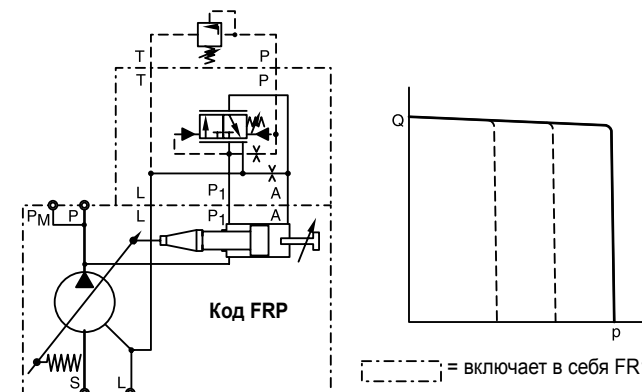 T P
T P
L P1 A
L P1 A
PM P
Код FRP
S L
Q
p
= включает в себя FR